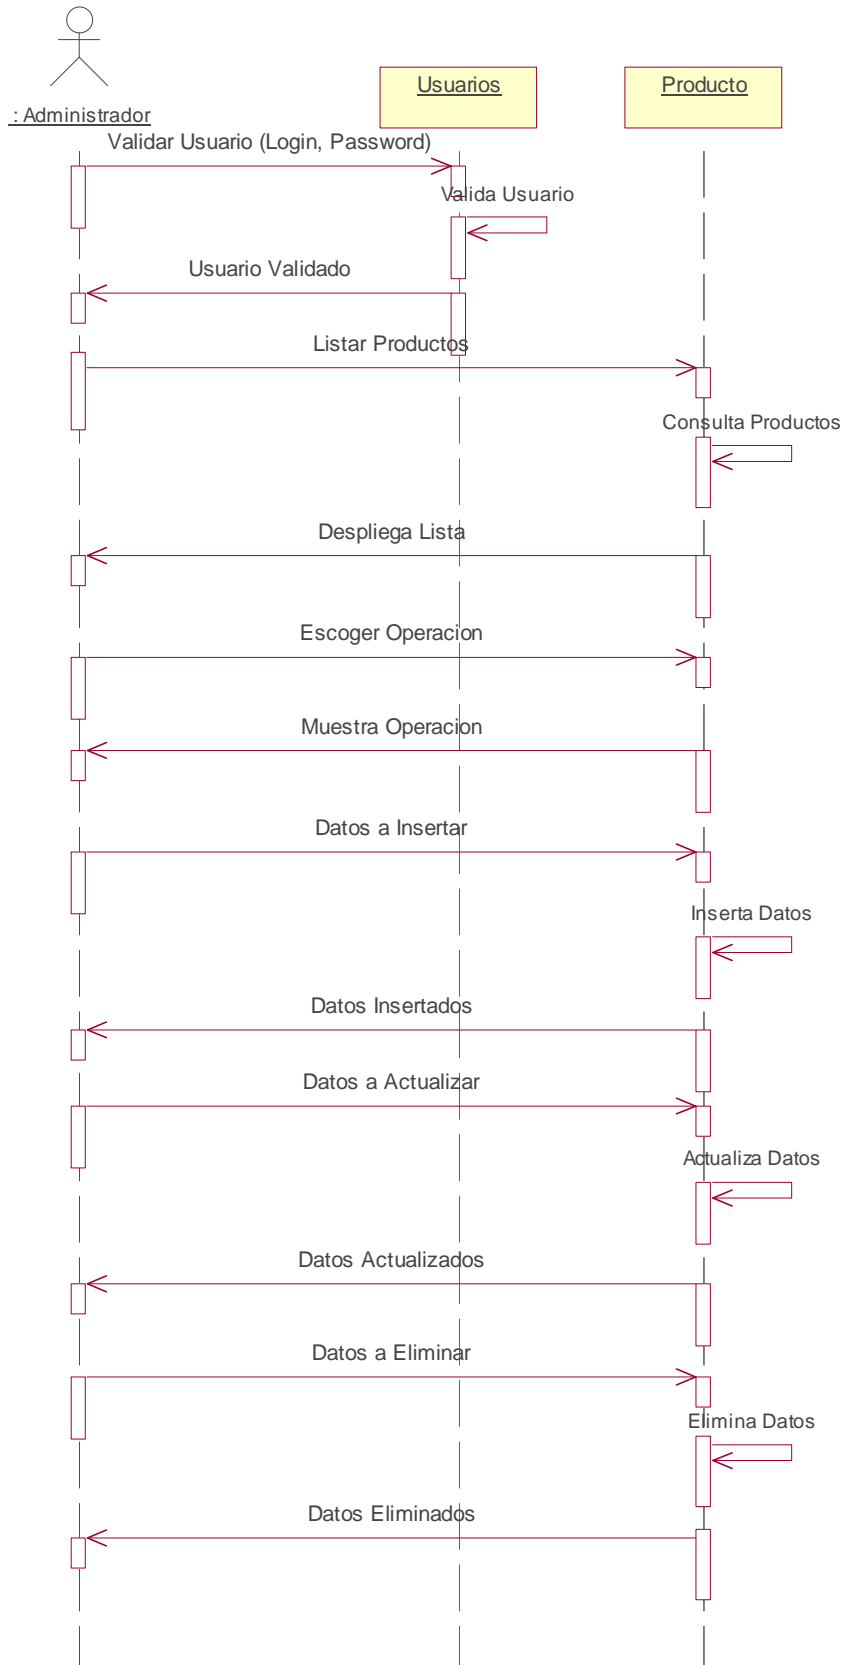 : Administrador
Usuarios
Producto
Validar Usuario (Login, Password)
Valida Usuario
Usuario Validado
Listar Productos
Consulta Productos
Despliega Lista
Escoger Operacion
Muestra Operacion
Datos a Insertar
Inserta Datos
Datos Insertados
Datos a Actualizar
Actualiza Datos
Datos Actualizados
Datos a Eliminar
Elimina Datos
Datos Eliminados